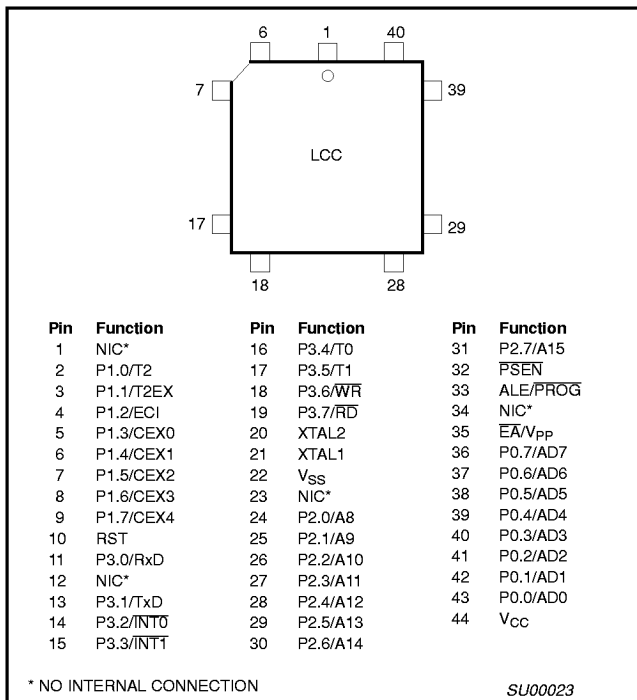 6 1 40
7 39
LCC
17 29
18 28
Pin Function
1 NIC*
2 P1.0/T2
3 P1.1/T2EX
4 P1.2/ECI
5 P1.3/CEX0
6 P1.4/CEX1
7 P1.5/CEX2
8 P1.6/CEX3
9 P1.7/CEX4
10 RST
11 P3.0/RxD
12 NIC*
13 P3.1/TxD
14 P3.2/I̅N̅T̅0̅
15 P3.3/I̅N̅T̅1̅
Pin Function
16 P3.4/T0
17 P3.5/T1
18 P3.6/W̅R̅
19 P3.7/R̅D̅
20 XTAL2
21 XTAL1
22 VSS
23 NIC*
24 P2.0/A8
25 P2.1/A9
26 P2.2/A10
27 P2.3/A11
28 P2.4/A12
29 P2.5/A13
30 P2.6/A14
Pin Function
31 P2.7/A15
32 P̅S̅E̅N̅
33 ALE/P̅R̅O̅G̅
34 NIC*
35 E̅A̅/VPP
36 P0.7/AD7
37 P0.6/AD6
38 P0.5/AD5
39 P0.4/AD4
40 P0.3/AD3
41 P0.2/AD2
42 P0.1/AD1
43 P0.0/AD0
44 VCC
* NO INTERNAL CONNECTION
SU00023